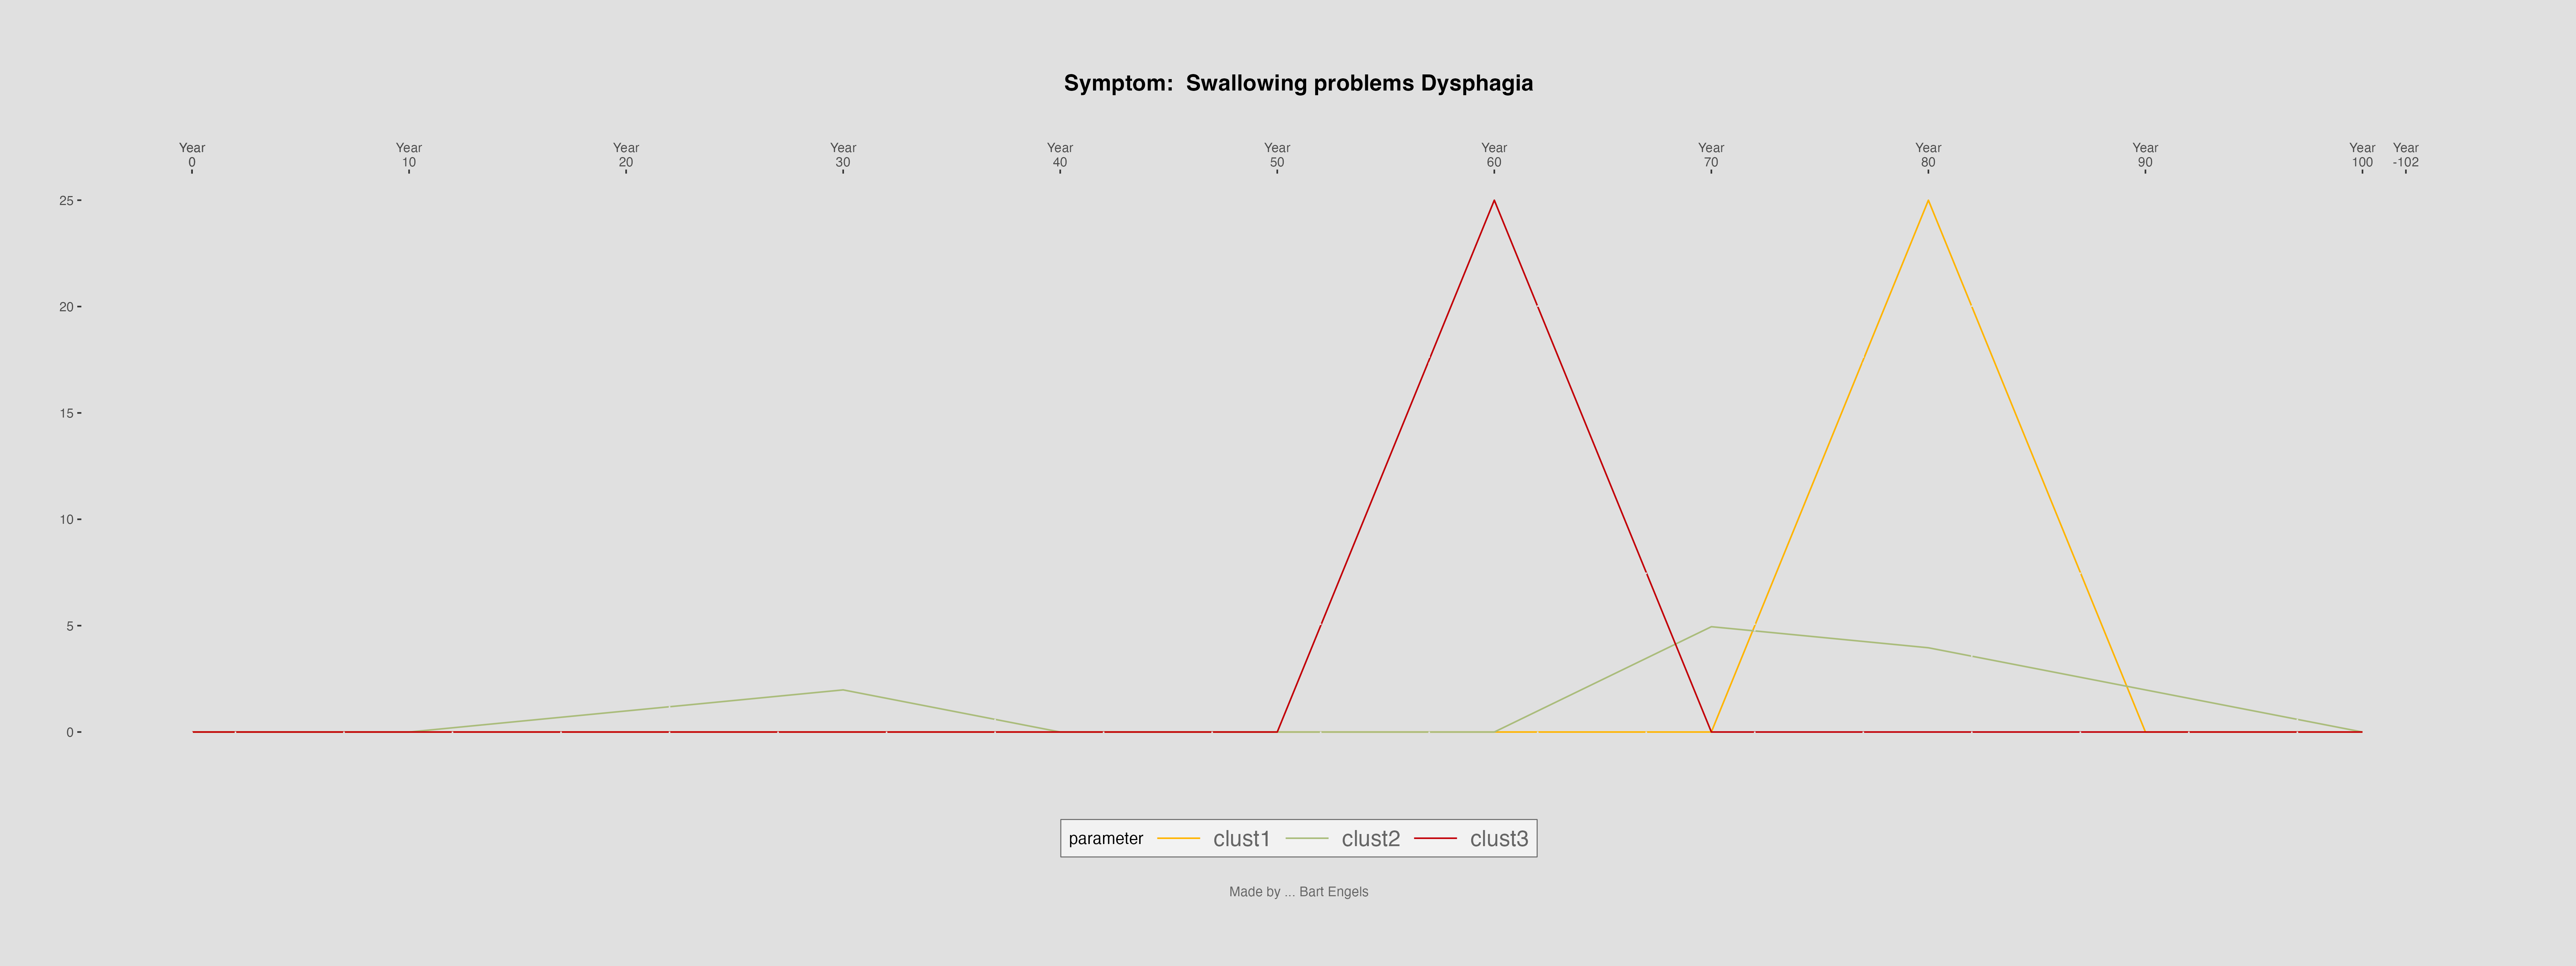 Symptom:  Swallowing problems Dysphagia
Year Year Year Year Year Year Year Year Year Year Year Year
0 10 20 30 40 50 60 70 80 90 100 -102
25
20
15
10
5
0
parameter clust1 clust2 clust3
Made by ... Bart Engels